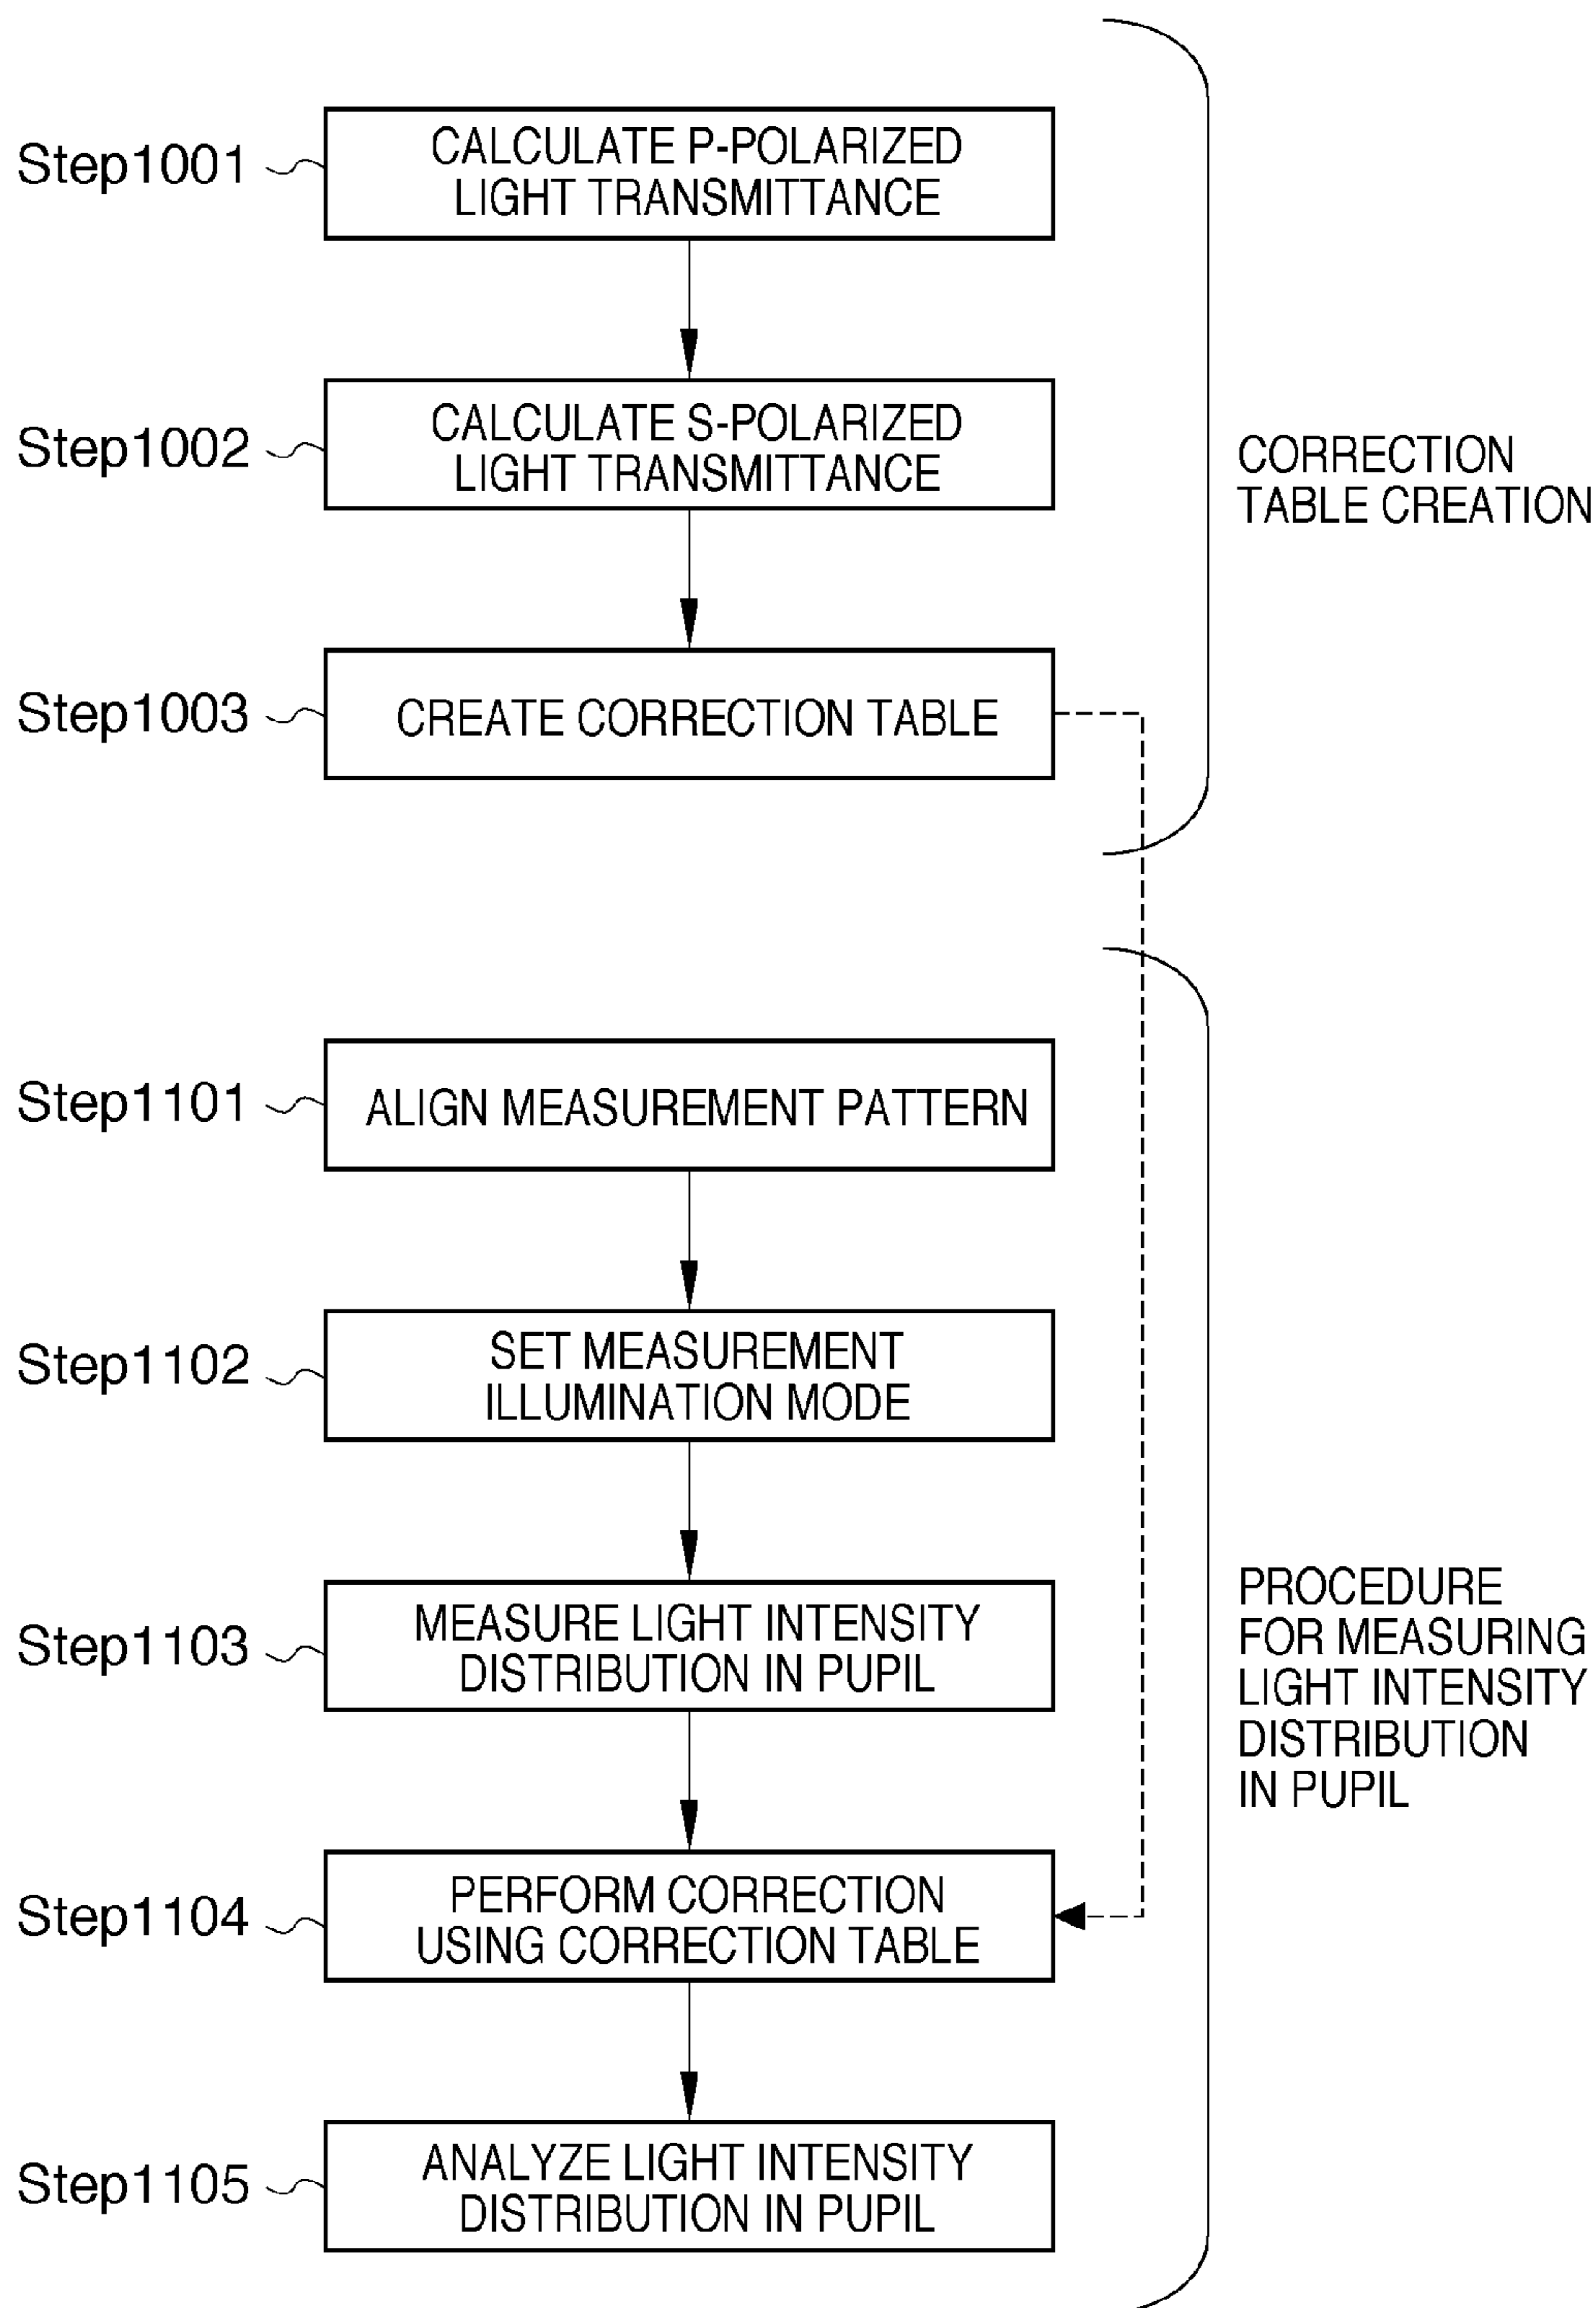 Step1001
CALCULATE P-POLARIZED
LIGHT TRANSMITTANCE
Step1002
CALCULATE S-POLARIZED
LIGHT TRANSMITTANCE
CORRECTION
TABLE CREATION
Step1003
CREATE CORRECTION TABLE
Step1101
ALIGN MEASUREMENT PATTERN
Step1102
SET MEASUREMENT
ILLUMINATION MODE
Step1103
MEASURE LIGHT INTENSITY
DISTRIBUTION IN PUPIL
PROCEDURE
FOR MEASURING
LIGHT INTENSITY
DISTRIBUTION
IN PUPIL
Step1104
PERFORM CORRECTION
USING CORRECTION TABLE
Step1105
ANALYZE LIGHT INTENSITY
DISTRIBUTION IN PUPIL